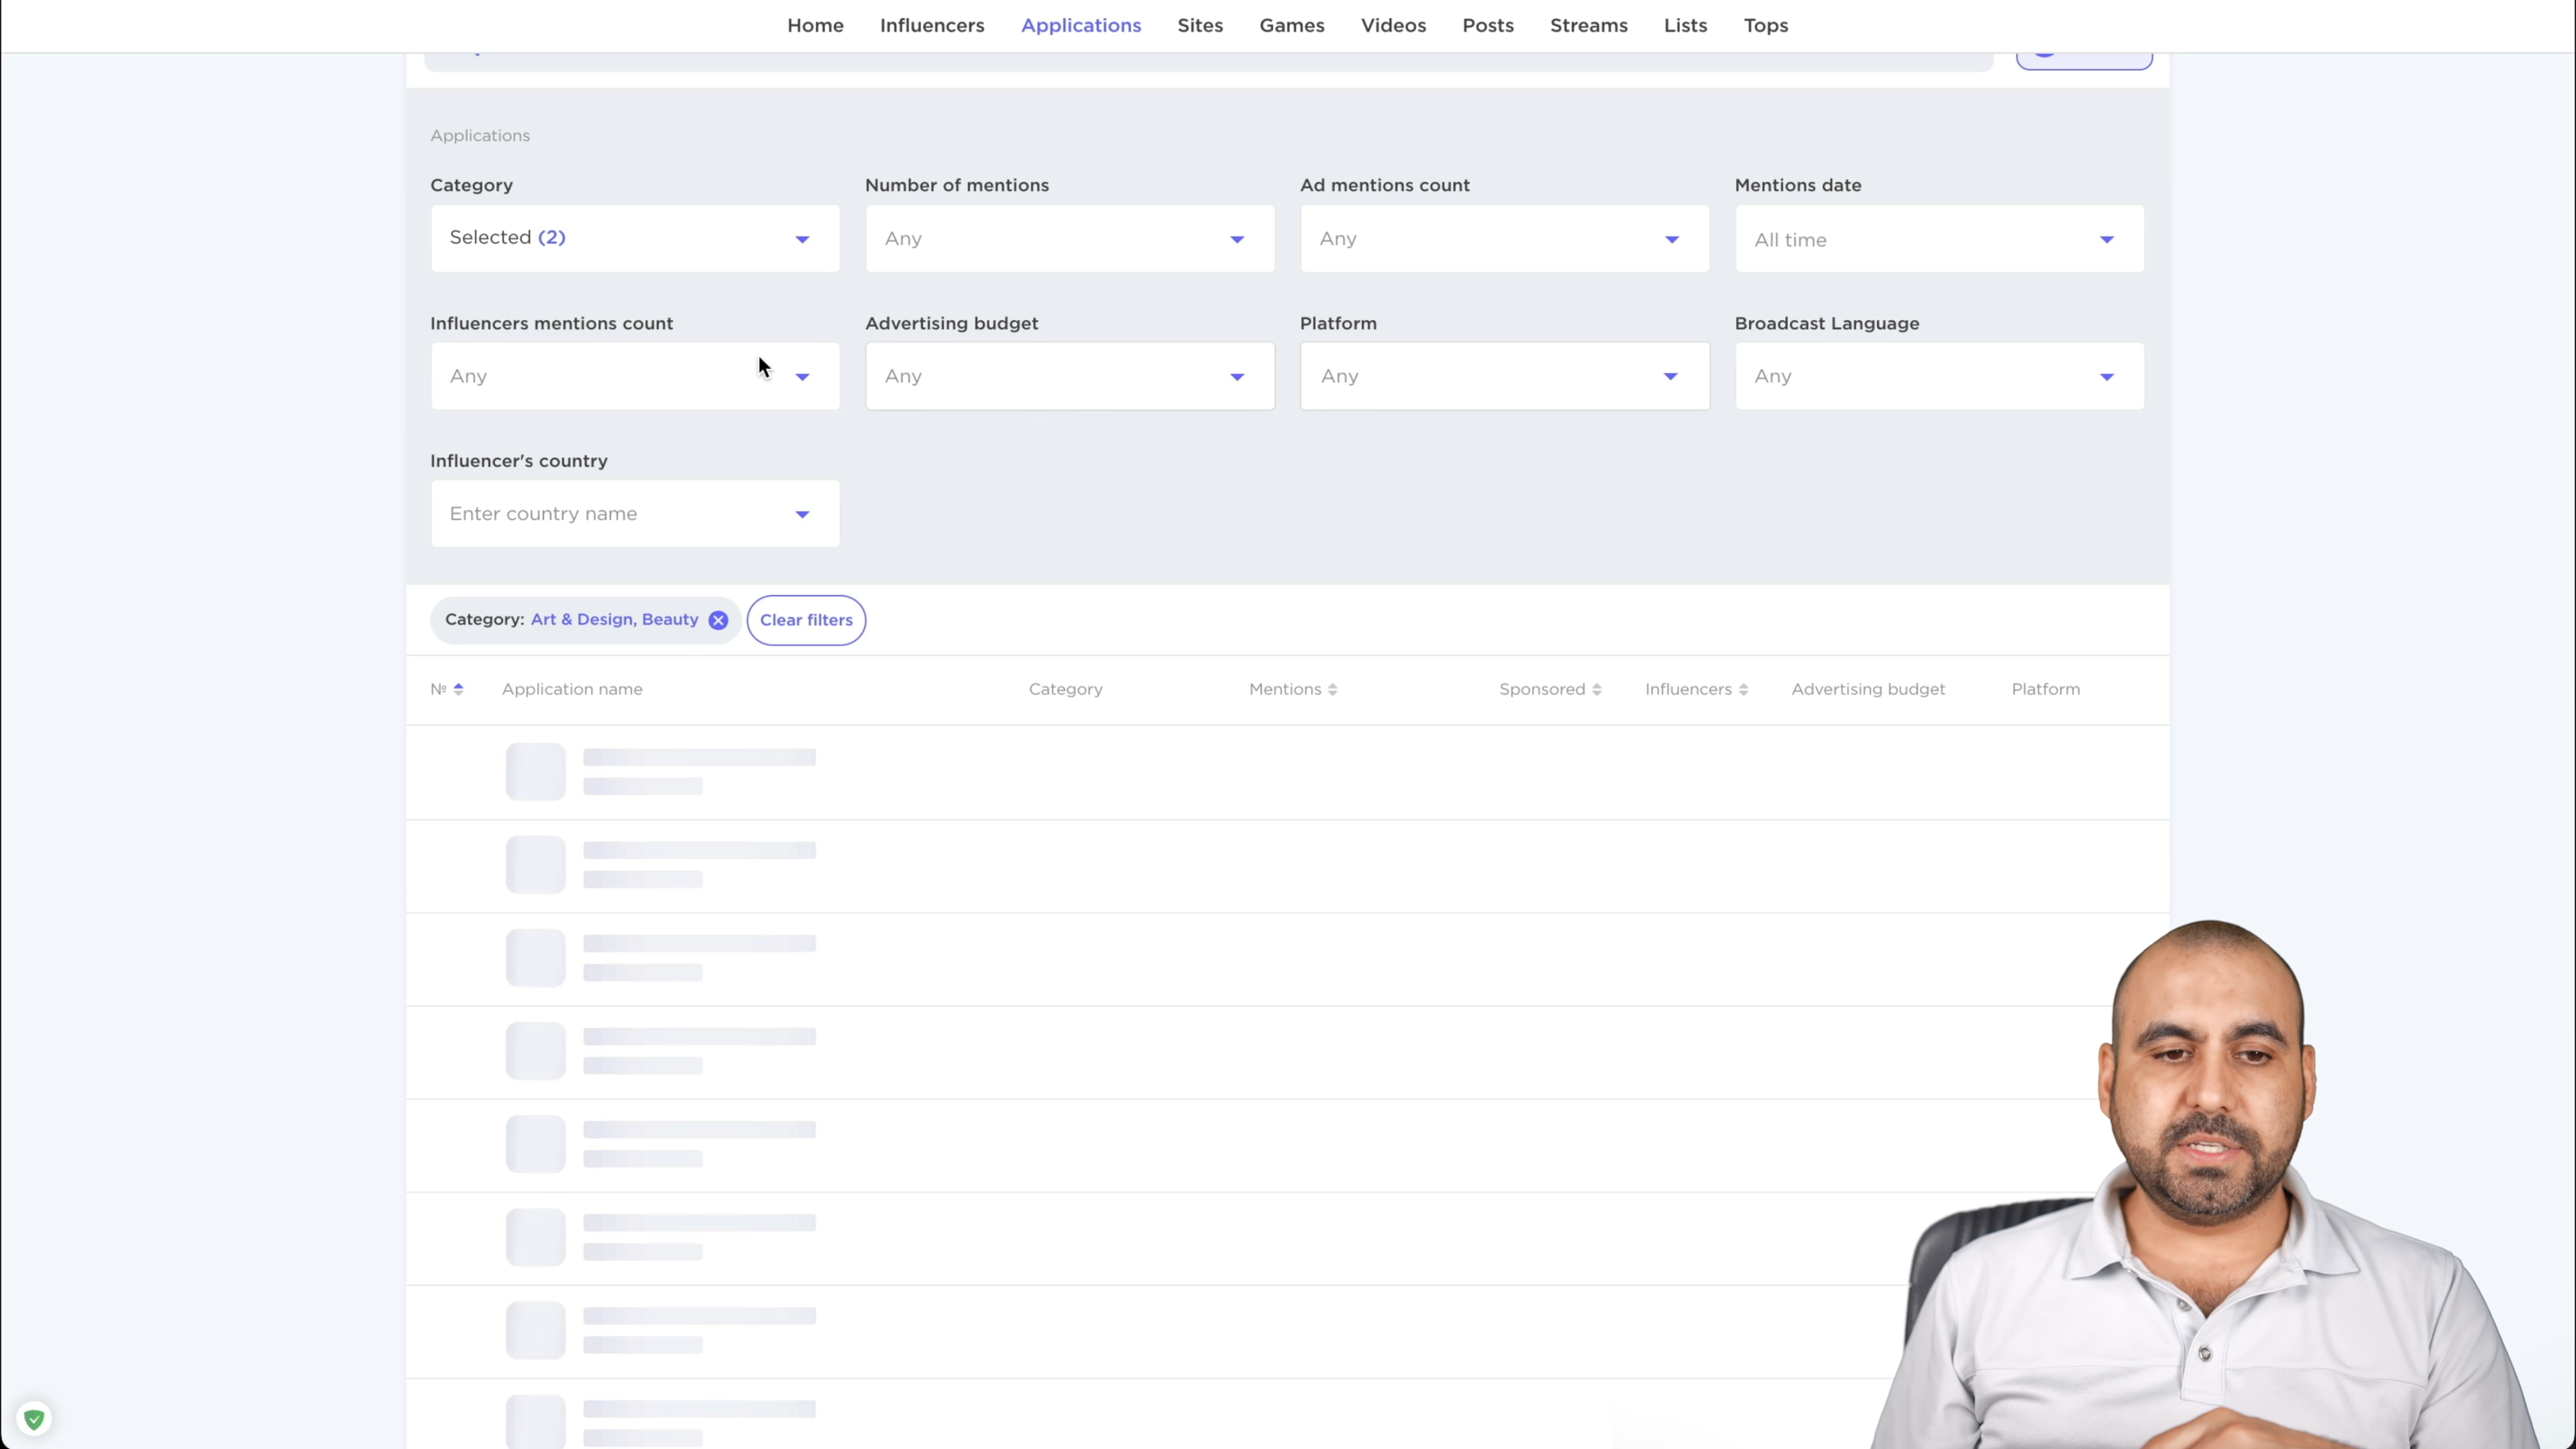 Home Influencers Applications Sites Games Videos Posts Streams Lists Tops
Applications
Category Number of mentions Ad mentions count Mentions date
Selected (2) Any Any All time
Influencers mentions count Advertising budget Platform Broadcast Language
Any Any Any Any
Influencer's country
Enter country name
Category: Art & Design, Beauty Clear filters
№ Application name Category Mentions Sponsored Influencers Advertising budget Platform